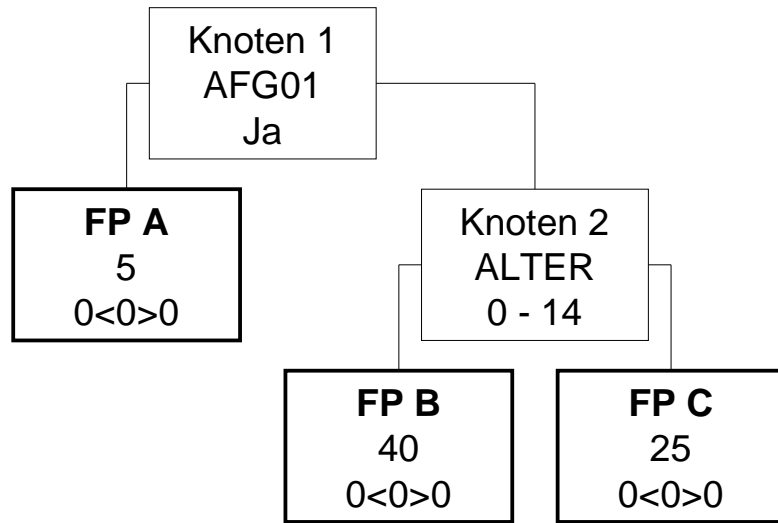 Knoten 1
AFG01
Ja
FP A
5
0<0>0
Knoten 2
ALTER
0 - 14
FP B
40
0<0>0
FP C
25
0<0>0